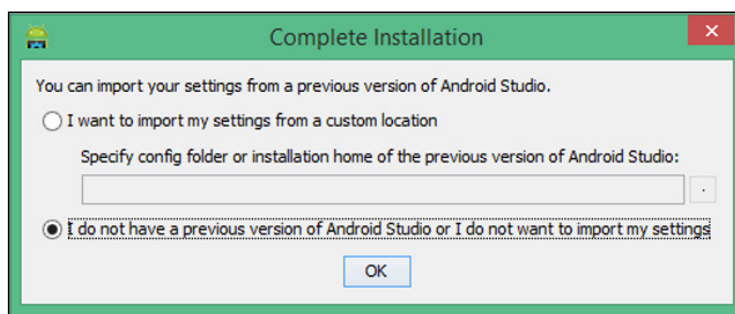 Complete Installation
You can import your settings from a previous version of Android Studio.
I want to import my settings from a custom location
Specify config folder or installation home of the previous version of Android Studio:
I do not have a previous version of Android Studio or I do not want to import my settings
OK